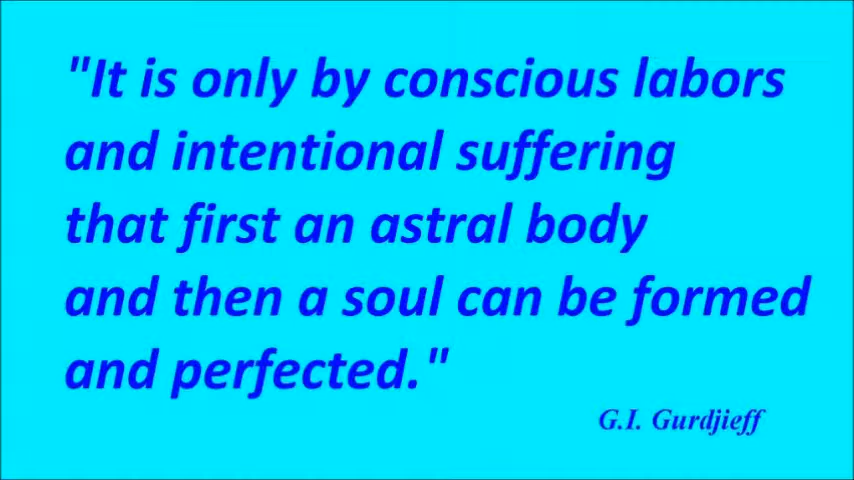 "It is only by conscious labors
and intentional suffering
that first an astral body
and then a soul can be formed
and perfected."
G.I. Gurdjieff